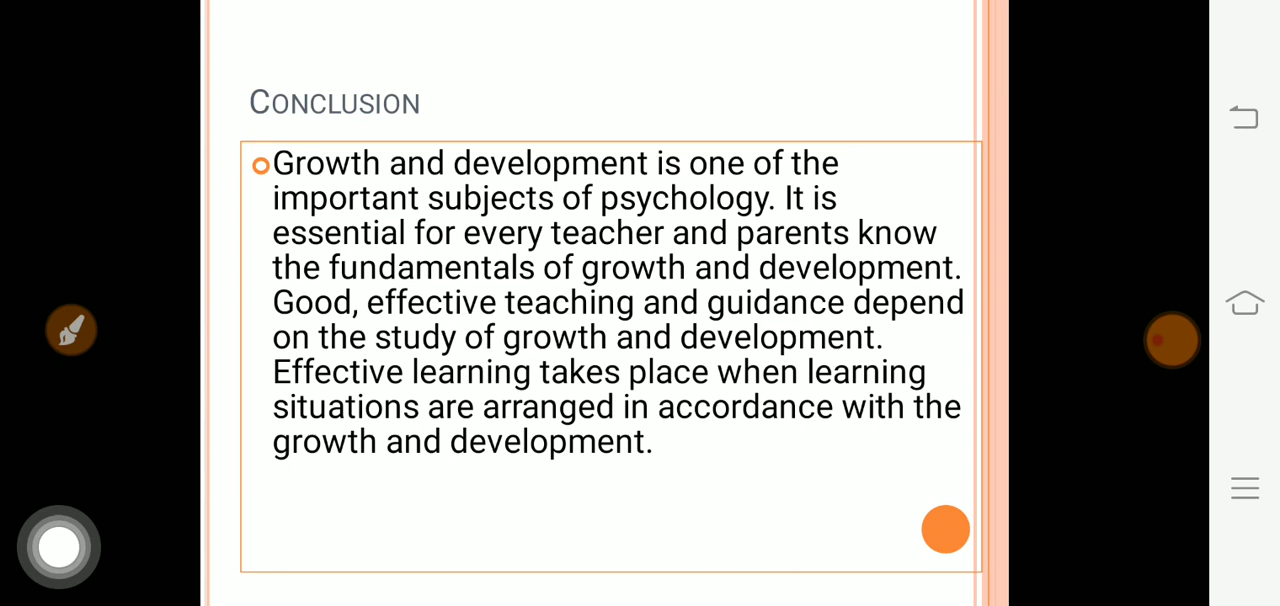 CONCLUSION
Growth and development is one of the
important subjects of psychology. It is
essential for every teacher and parents know
the fundamentals of growth and development.
Good, effective teaching and guidance depend
on the study of growth and development.
Effective learning takes place when learning
situations are arranged in accordance with the
growth and development.